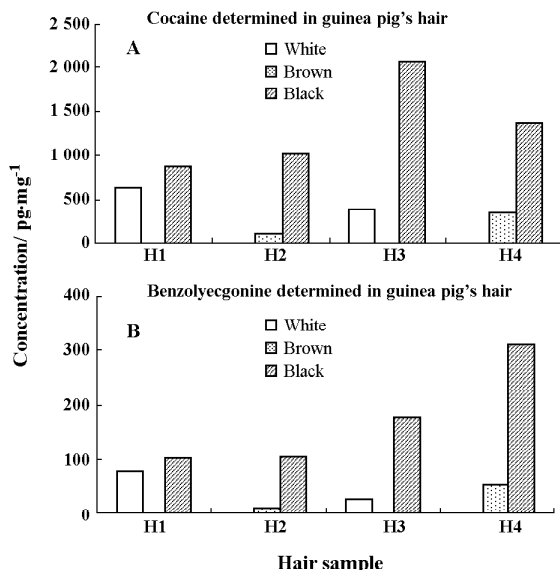 Cocaine determined in guinea pig's hair
A
White
Brown
Black
2 500
2 000
1 500
1 000
500
0
H1 H2 H3 H4
Concentration/ pg·mg⁻¹
Benzolyecgonine determined in guinea pig's hair
B
White
Brown
Black
400
300
200
100
0
H1 H2 H3 H4
Hair sample